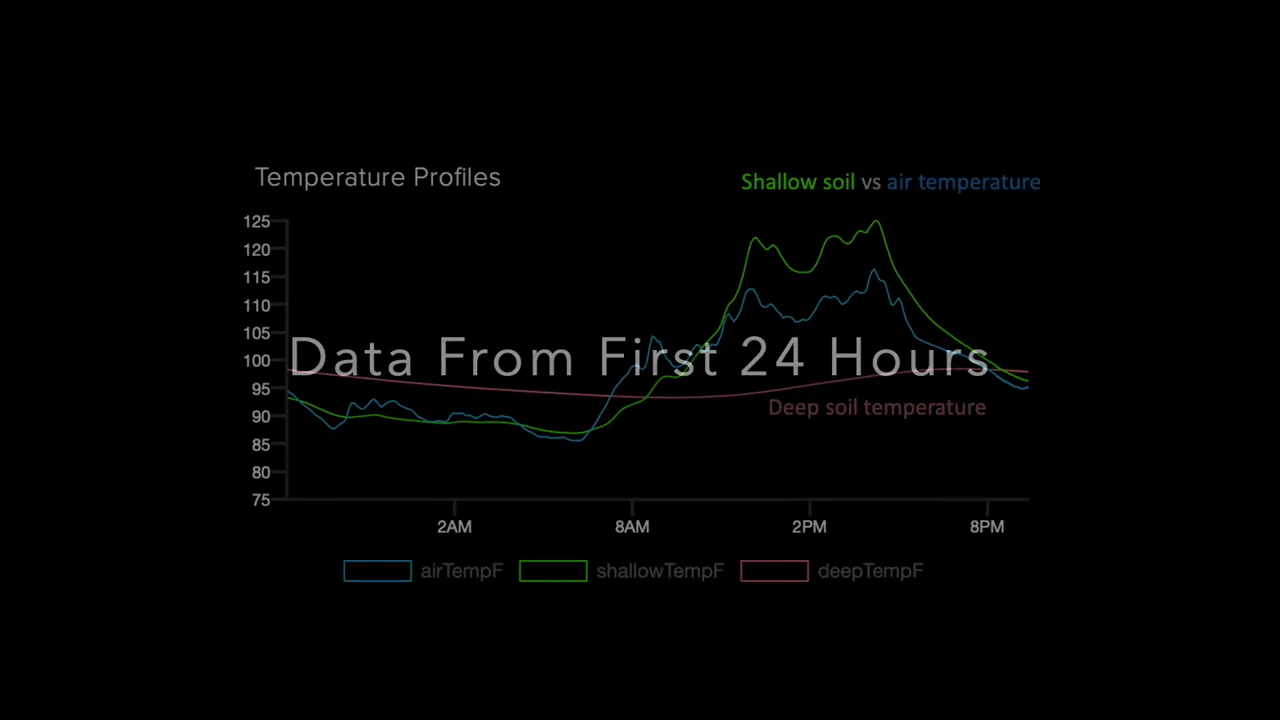 Temperature Profiles
Shallow soil vs air temperature
125
120
115
110
105
100
95
90
85
80
75
Data From First 24 Hours
Deep soil temperature
2AM 8AM 2PM 8PM
airTempF shallowTempF deepTempF